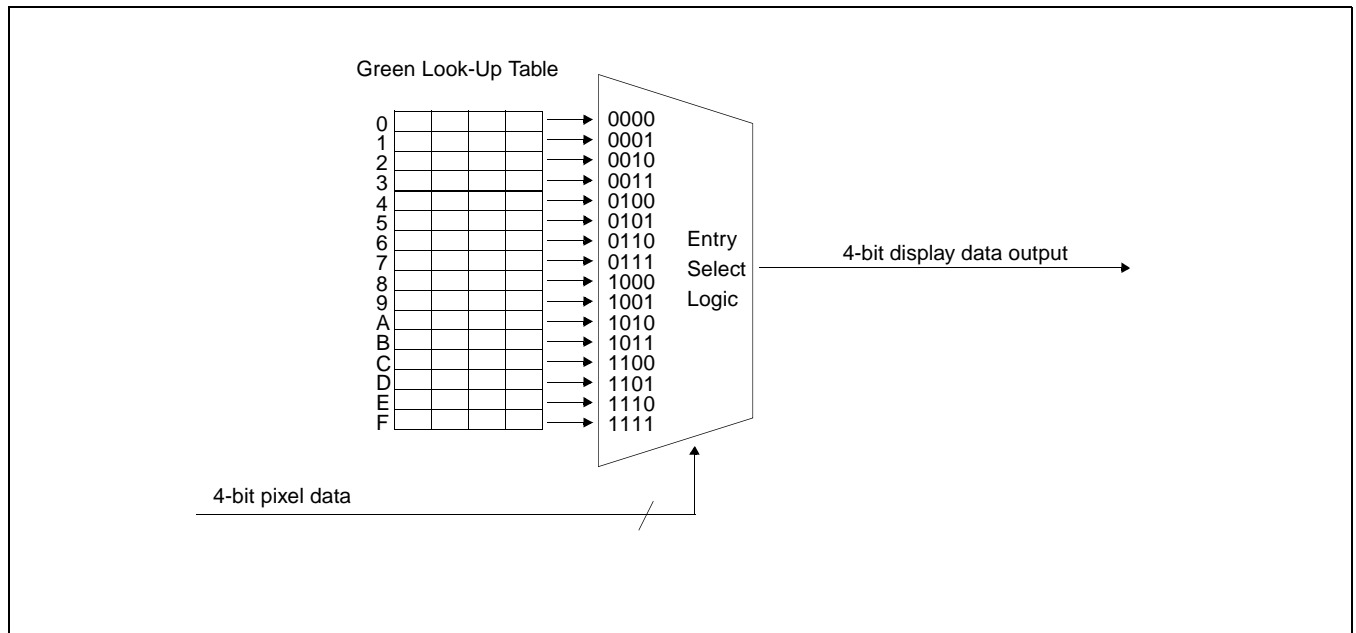 Green Look-Up Table
0 0000
1 0001
2 0010
3 0011
4 0100
5 0101
6 0110
7 0111
8 1000
9 1001
A 1010
B 1011
C 1100
D 1101
E 1110
F 1111
Entry
Select
Logic
4-bit display data output
4-bit pixel data